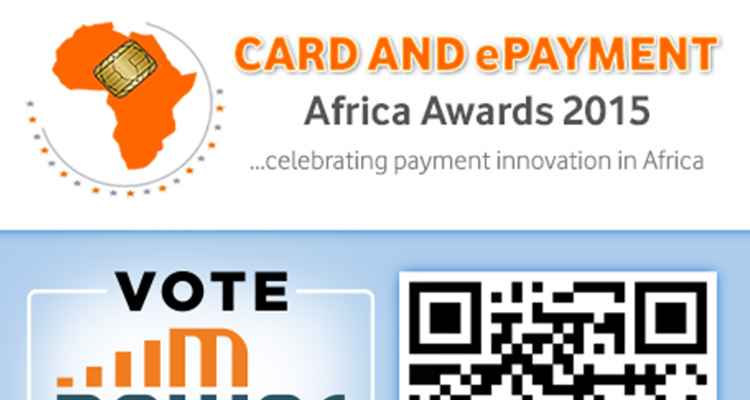 CARD AND ePAYMENT
Africa Awards 2015
...celebrating payment innovation in Africa
VOTE
m